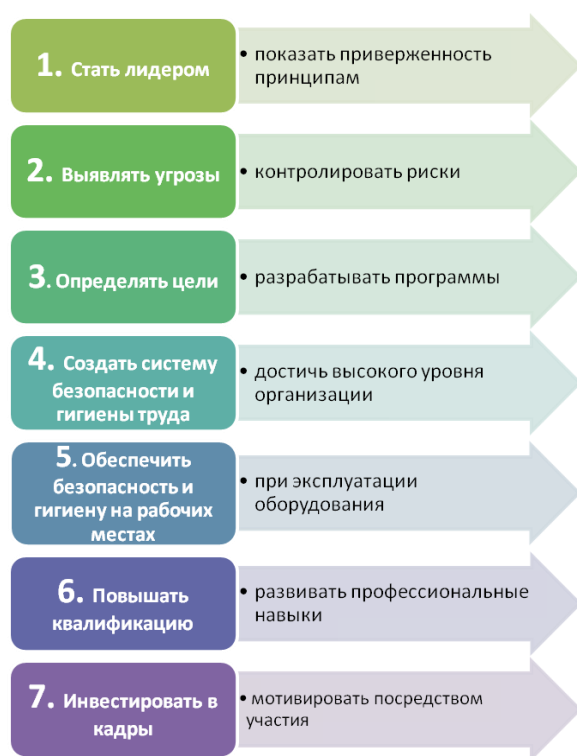 1. Стать лидером
• показать приверженность
принципам
2. Выявлять угрозы
• контролировать риски
3. Определять цели
• разрабатывать программы
4. Создать систему
безопасности и
гигиены труда
• достичь высокого уровня
организации
5. Обеспечить
безопасность и
гигиену на рабочих
местах
• при эксплуатации
оборудования
6. Повышать
квалификацию
• развивать профессиональные
навыки
7. Инвестировать в
кадры
• мотивировать посредством
участия